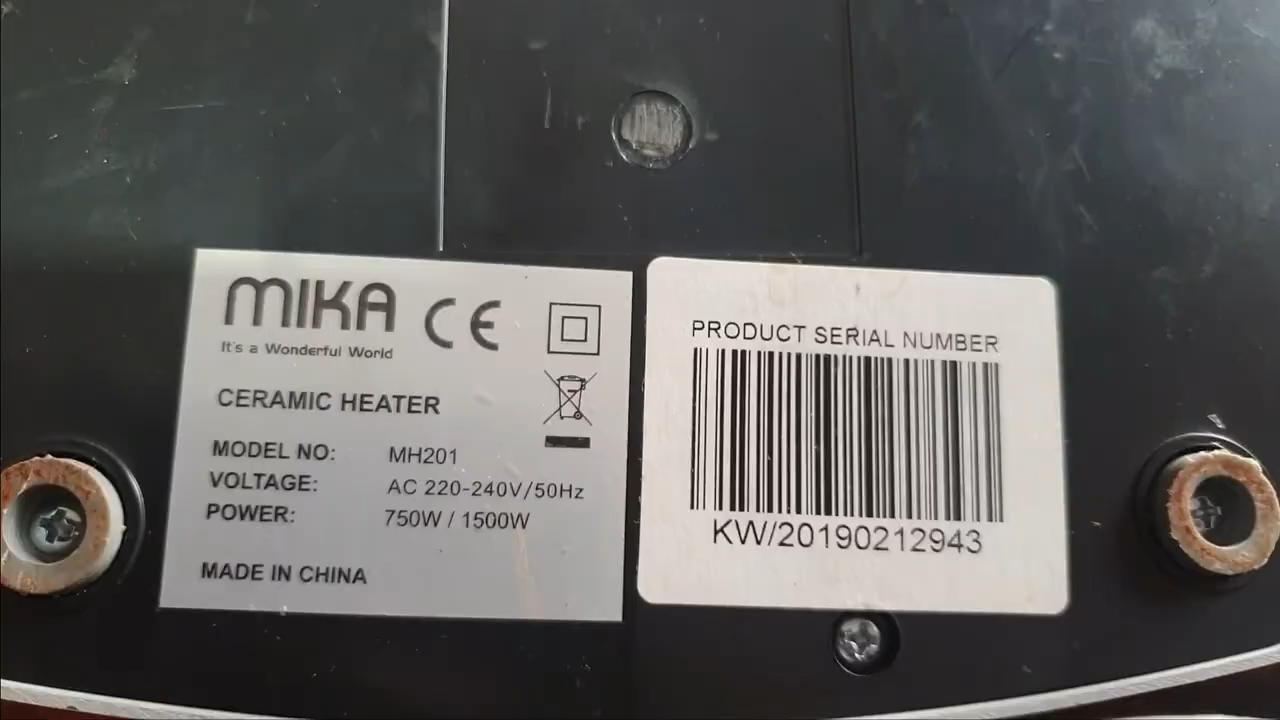 MIKA CE
It's a Wonderful World
CERAMIC HEATER
MODEL NO: MH201
VOLTAGE: AC 220-240V/50Hz
POWER: 750W / 1500W
MADE IN CHINA
PRODUCT SERIAL NUMBER
KW/20190212943